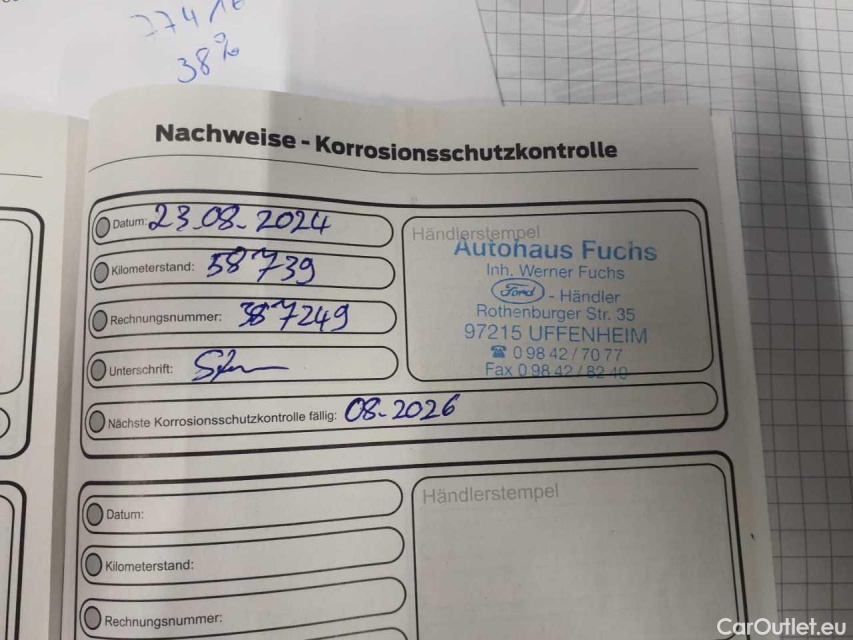 38%
Nachweise - Korrosionsschutzkontrolle
Datum: 23.08.2024
Kilometerstand: 58739
Rechnungsnummer: 387249
Unterschrift:
Nächste Korrosionsschutzkontrolle fällig: 08.2026
Händlerstempel
Autohaus Fuchs
Inh. Werner Fuchs
Ford - Händler
Rothenburger Str. 35
97215 UFFENHEIM
☎ 0 98 42 / 70 77
Fax 0 98 42 / 82 40
Datum:
Kilometerstand:
Rechnungsnummer:
Händlerstempel
CarOutlet.eu